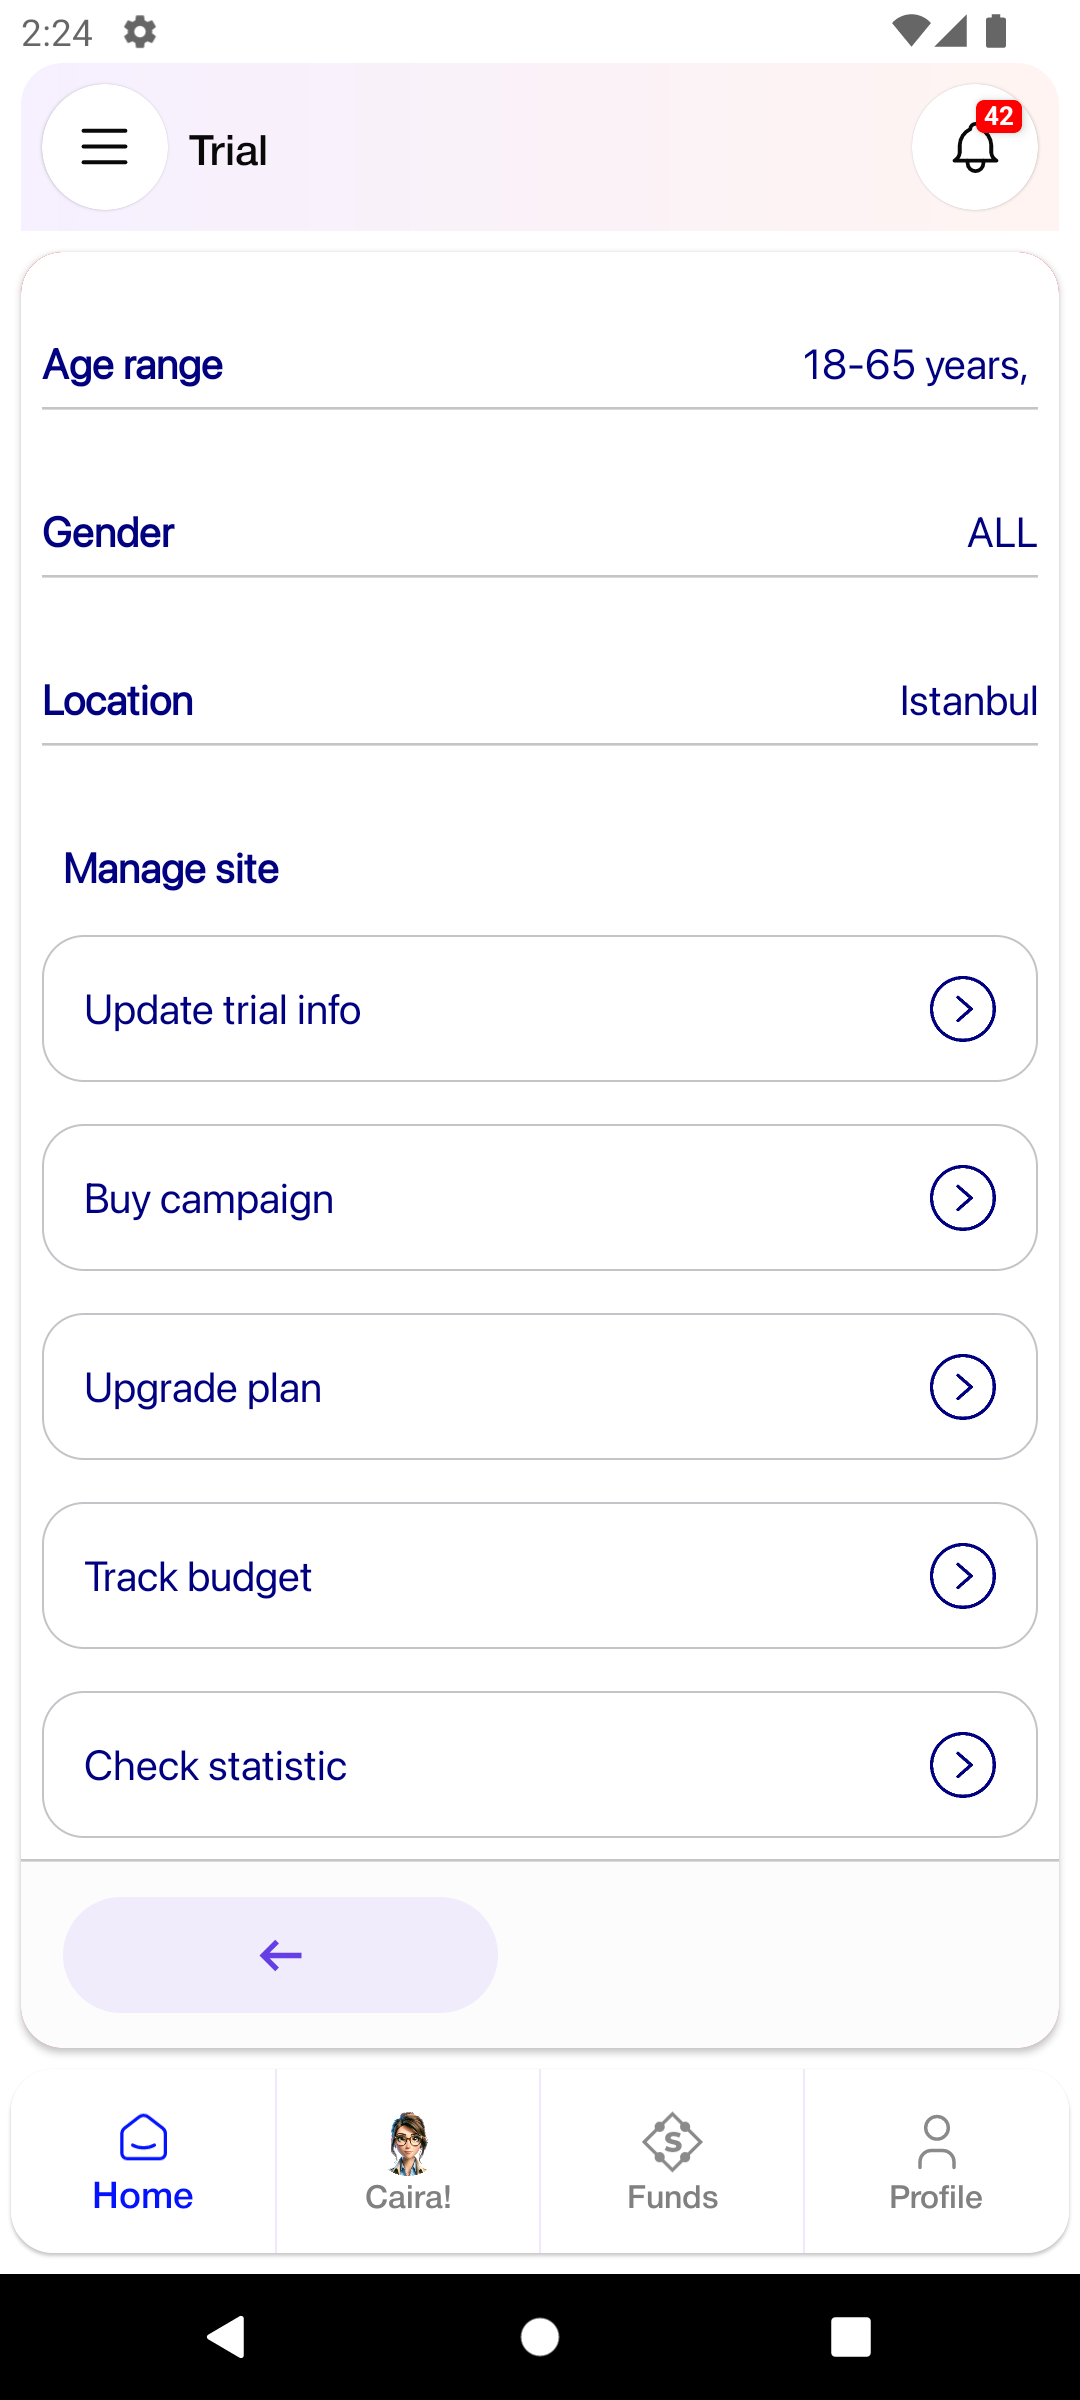 2:24
Trial
42
Age range
18-65 years,
Gender
ALL
Location
Istanbul
Manage site
Update trial info
Buy campaign
Upgrade plan
Track budget
Check statistic
Home
Caira!
Funds
Profile